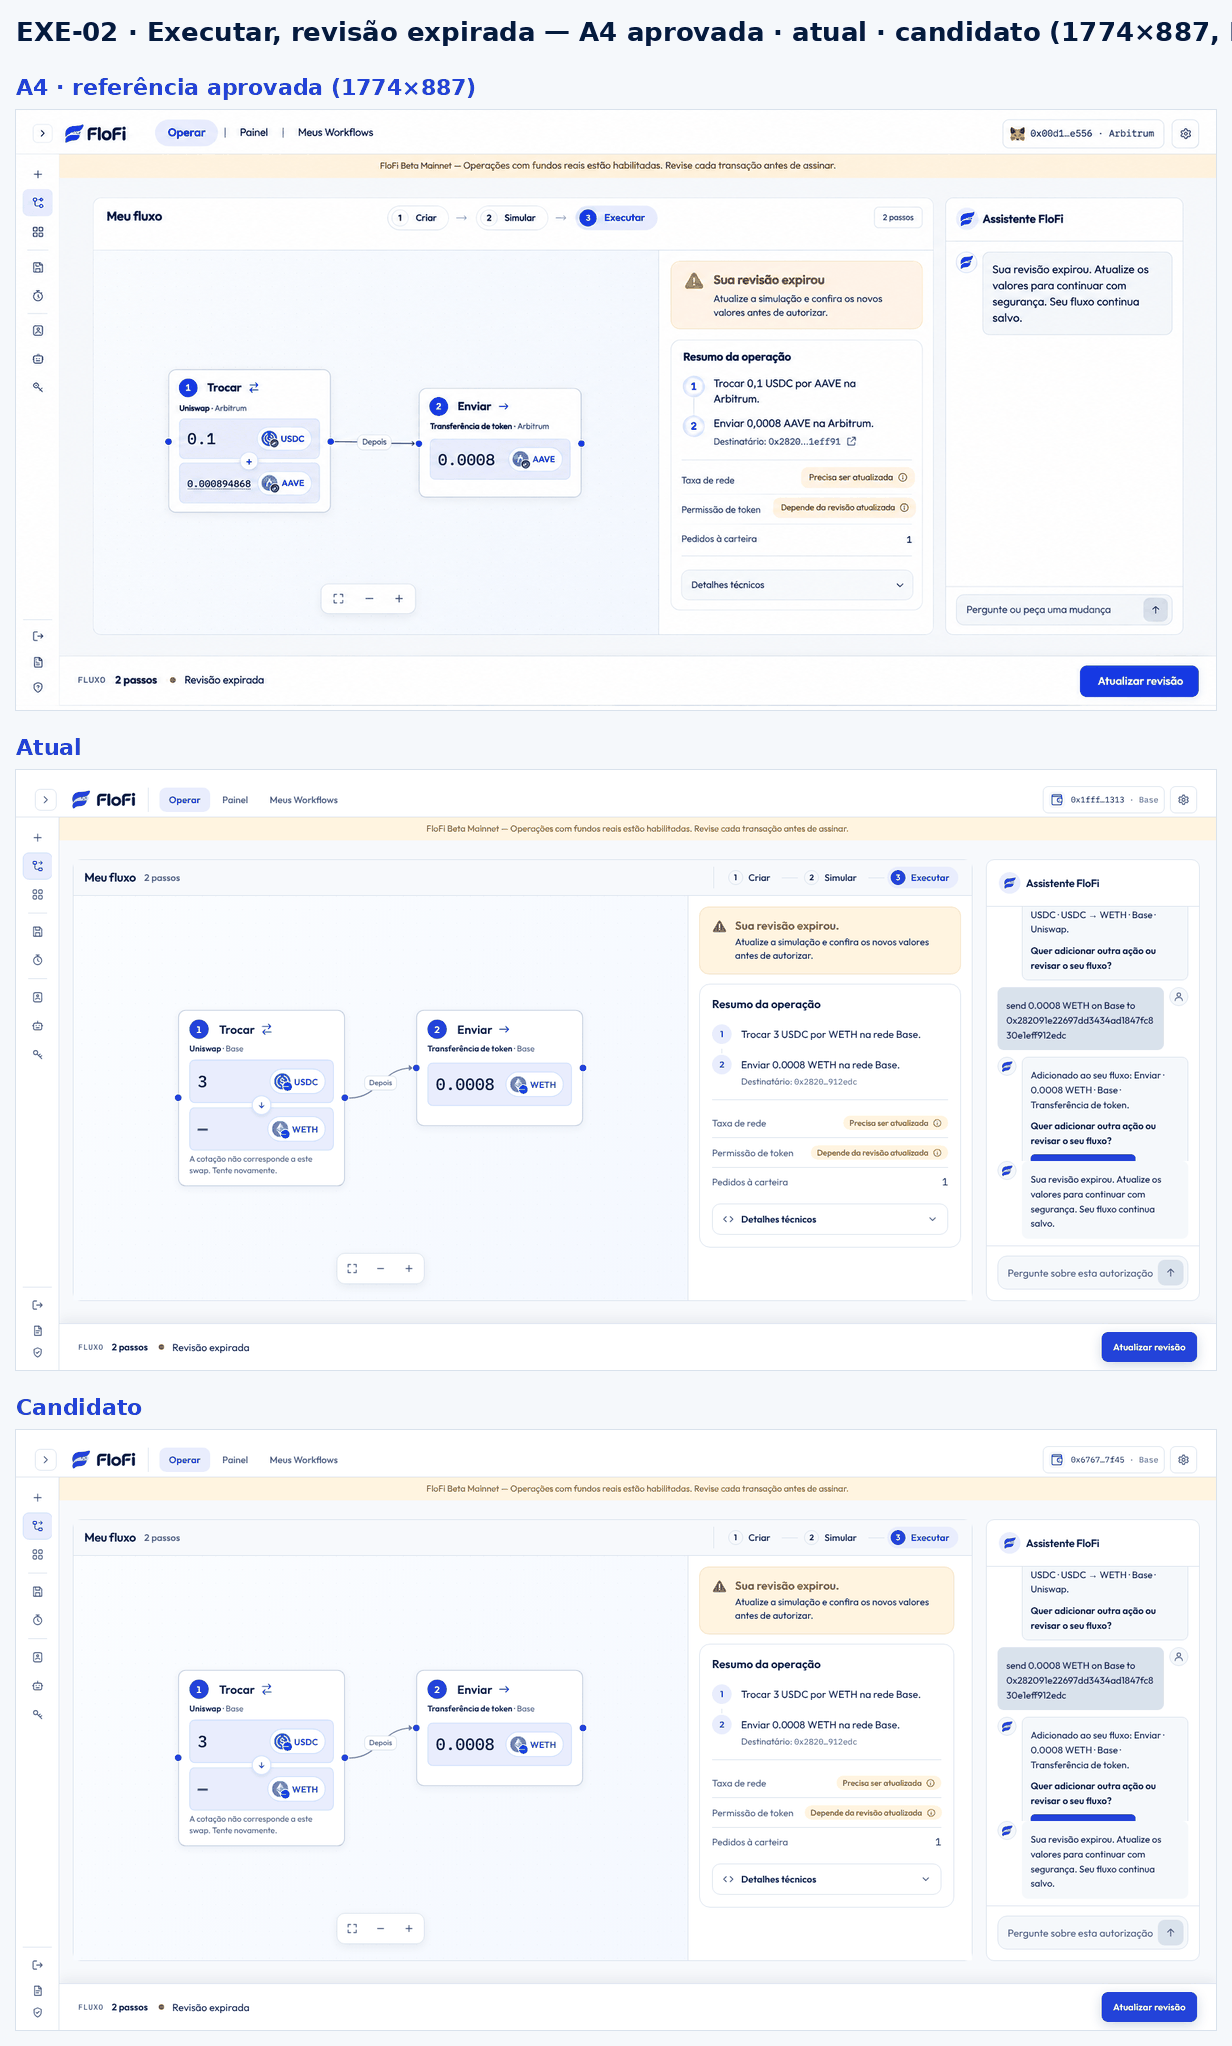 EXE-02 · Executar, revisão expirada — A4 aprovada · atual · candidato (1774×887,
A4 · referência aprovada (1774×887)
FloFi
Operar | Painel | Meus Workflows
0x00d1…e556 · Arbitrum
FloFi Beta Mainnet — Operações com fundos reais estão habilitadas. Revise cada transação antes de assinar.
Meu fluxo
1 Criar → 2 Simular → 3 Executar
2 passos
Assistente FloFi
Sua revisão expirou. Atualize os
valores para continuar com
segurança. Seu fluxo continua
salvo.
Sua revisão expirou
Atualize a simulação e confira os novos
valores antes de autorizar.
1 Trocar
Uniswap · Arbitrum
0.1 USDC
0.000894868 AAVE
Depois
2 Enviar →
Transferência de token · Arbitrum
0.0008 AAVE
Resumo da operação
1 Trocar 0,1 USDC por AAVE na
Arbitrum.
2 Enviar 0,0008 AAVE na Arbitrum.
Destinatário: 0x2820...1eff91
Taxa de rede Precisa ser atualizada
Permissão de token Depende da revisão atualizada
Pedidos à carteira 1
Detalhes técnicos
Pergunte ou peça uma mudança
FLUXO 2 passos • Revisão expirada
Atualizar revisão
Atual
FloFi
Operar Painel Meus Workflows
0x1fff…1313 · Base
FloFi Beta Mainnet — Operações com fundos reais estão habilitadas. Revise cada transação antes de assinar.
Meu fluxo 2 passos
1 Criar 2 Simular 3 Executar
Assistente FloFi
USDC · USDC → WETH · Base ·
Uniswap.
Quer adicionar outra ação ou
revisar o seu fluxo?
send 0.0008 WETH on Base to
0x282091e22697dd3434ad1847fc8
30e1eff912edc
Adicionado ao seu fluxo: Enviar ·
0.0008 WETH · Base ·
Transferência de token.
Quer adicionar outra ação ou
revisar o seu fluxo?
Sua revisão expirou. Atualize os
valores para continuar com
segurança. Seu fluxo continua
salvo.
Pergunte sobre esta autorização
Sua revisão expirou.
Atualize a simulação e confira os novos valores
antes de autorizar.
1 Trocar
Uniswap · Base
3 USDC
— WETH
A cotação não corresponde a este
swap. Tente novamente.
Depois
2 Enviar →
Transferência de token · Base
0.0008 WETH
Resumo da operação
1 Trocar 3 USDC por WETH na rede Base.
2 Enviar 0.0008 WETH na rede Base.
Destinatário: 0x2820…912edc
Taxa de rede Precisa ser atualizada
Permissão de token Depende da revisão atualizada
Pedidos à carteira 1
Detalhes técnicos
FLUXO 2 passos • Revisão expirada
Atualizar revisão
Candidato
FloFi
Operar Painel Meus Workflows
0x6767…7f45 · Base
FloFi Beta Mainnet — Operações com fundos reais estão habilitadas. Revise cada transação antes de assinar.
Meu fluxo 2 passos
1 Criar 2 Simular 3 Executar
Assistente FloFi
USDC · USDC → WETH · Base ·
Uniswap.
Quer adicionar outra ação ou
revisar o seu fluxo?
send 0.0008 WETH on Base to
0x282091e22697dd3434ad1847fc8
30e1eff912edc
Adicionado ao seu fluxo: Enviar ·
0.0008 WETH · Base ·
Transferência de token.
Quer adicionar outra ação ou
revisar o seu fluxo?
Sua revisão expirou. Atualize os
valores para continuar com
segurança. Seu fluxo continua
salvo.
Pergunte sobre esta autorização
Sua revisão expirou.
Atualize a simulação e confira os novos valores
antes de autorizar.
1 Trocar
Uniswap · Base
3 USDC
— WETH
A cotação não corresponde a este
swap. Tente novamente.
Depois
2 Enviar →
Transferência de token · Base
0.0008 WETH
Resumo da operação
1 Trocar 3 USDC por WETH na rede Base.
2 Enviar 0.0008 WETH na rede Base.
Destinatário: 0x2820…912edc
Taxa de rede Precisa ser atualizada
Permissão de token Depende da revisão atualizada
Pedidos à carteira 1
Detalhes técnicos
FLUXO 2 passos • Revisão expirada
Atualizar revisão